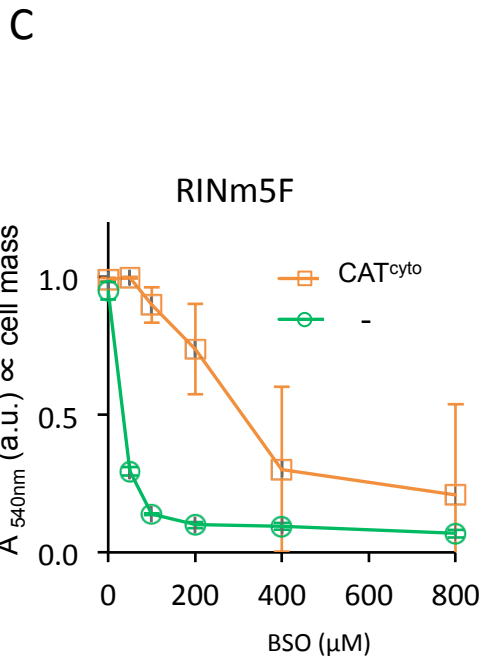 C
RINm5F
CATcyto
-
A 540nm (a.u.) ∝ cell mass
1.0
0.5
0.0
0 200 400 600 800
BSO (µM)